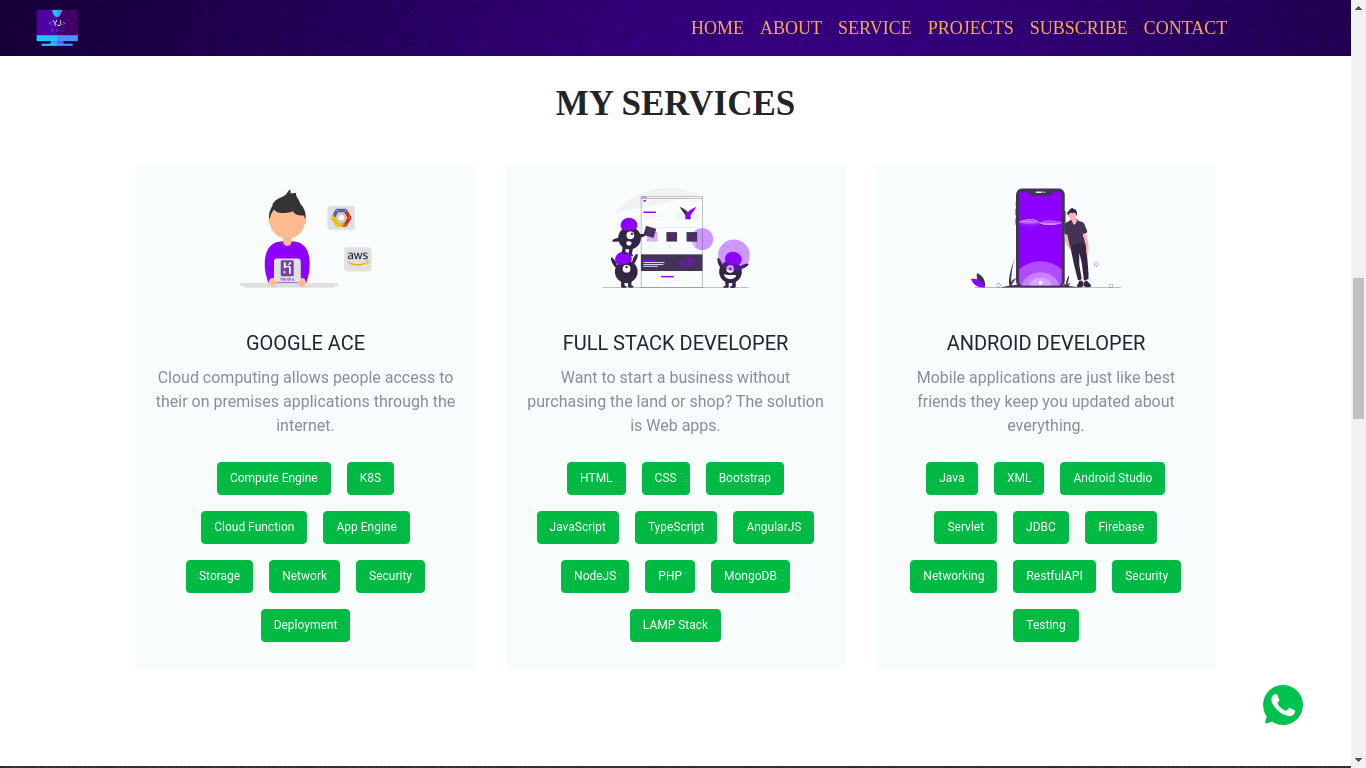 <YJ>
HOME ABOUT SERVICE PROJECTS SUBSCRIBE CONTACT
MY SERVICES
aws
GOOGLE ACE
Cloud computing allows people access to
their on premises applications through the
internet.
Compute Engine K8S
Cloud Function App Engine
Storage Network Security
Deployment
FULL STACK DEVELOPER
Want to start a business without
purchasing the land or shop? The solution
is Web apps.
HTML CSS Bootstrap
JavaScript TypeScript AngularJS
NodeJS PHP MongoDB
LAMP Stack
ANDROID DEVELOPER
Mobile applications are just like best
friends they keep you updated about
everything.
Java XML Android Studio
Servlet JDBC Firebase
Networking RestfulAPI Security
Testing